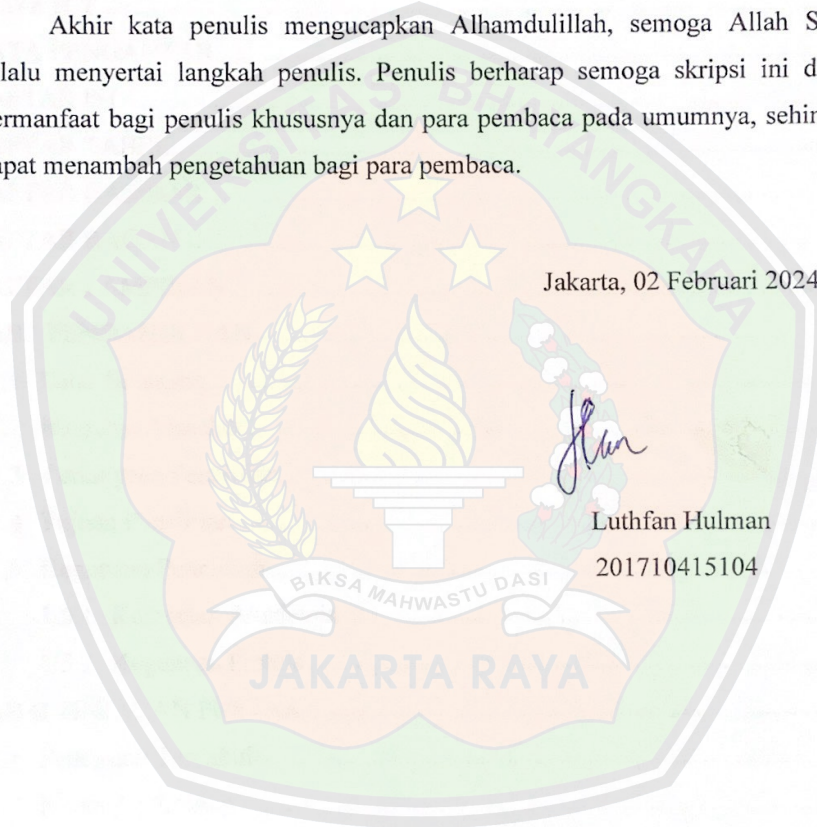 Akhir kata penulis mengucapkan Alhamdulillah, semoga Allah S
lalu menyertai langkah penulis. Penulis berharap semoga skripsi ini d
ermanfaat bagi penulis khususnya dan para pembaca pada umumnya, sehin
apat menambah pengetahuan bagi para pembaca.
UNIVERSITAS BHAYANGKARA
Jakarta, 02 Februari 2024
Luthfan Hulman
201710415104
BIKSA MAHWASTU DASI
JAKARTA RAYA